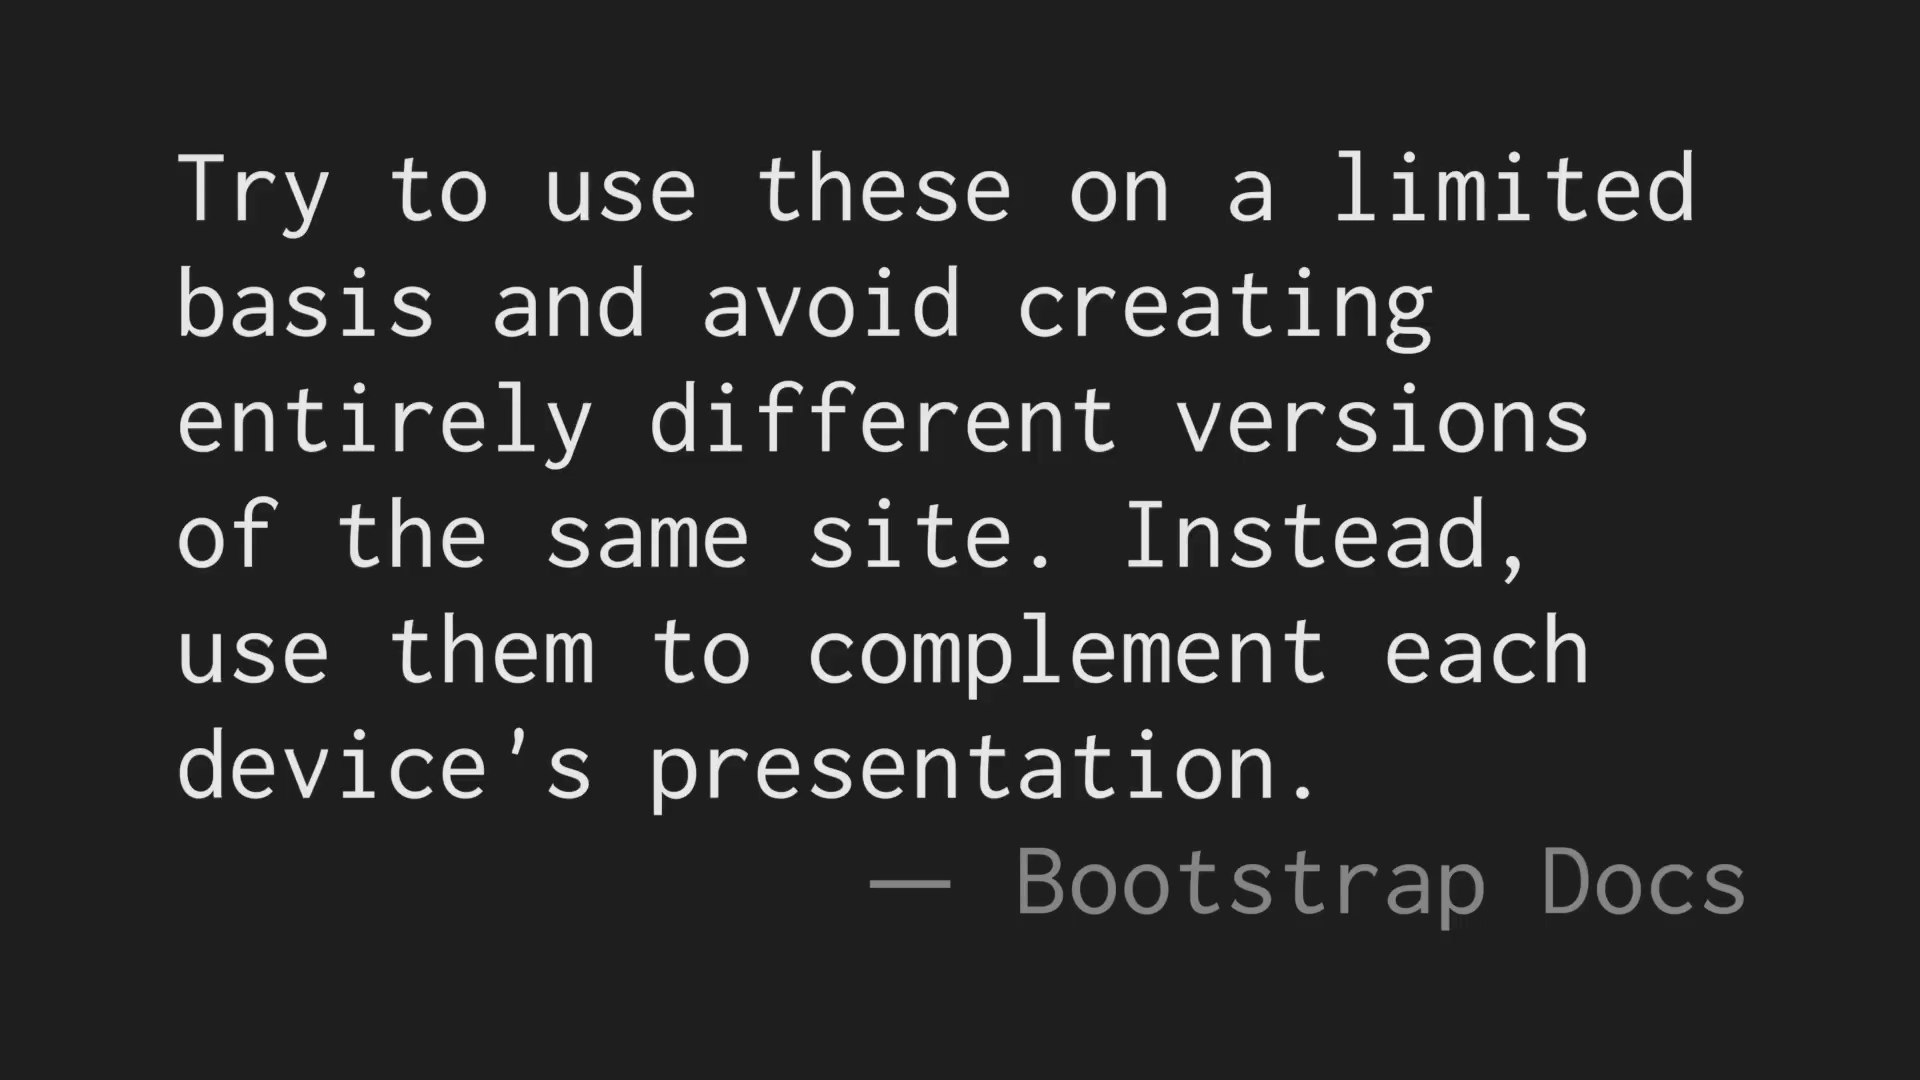 Try to use these on a limited
basis and avoid creating
entirely different versions
of the same site. Instead,
use them to complement each
device's presentation.
— Bootstrap Docs